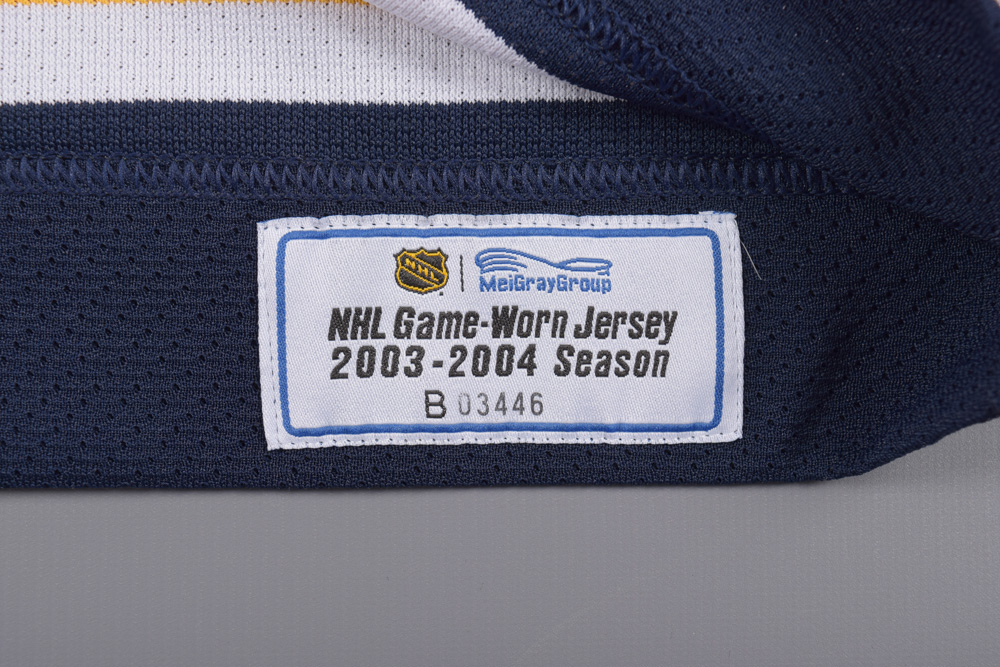 NHL
MeiGrayGroup
NHL Game-Worn Jersey
2003-2004 Season
B 03446